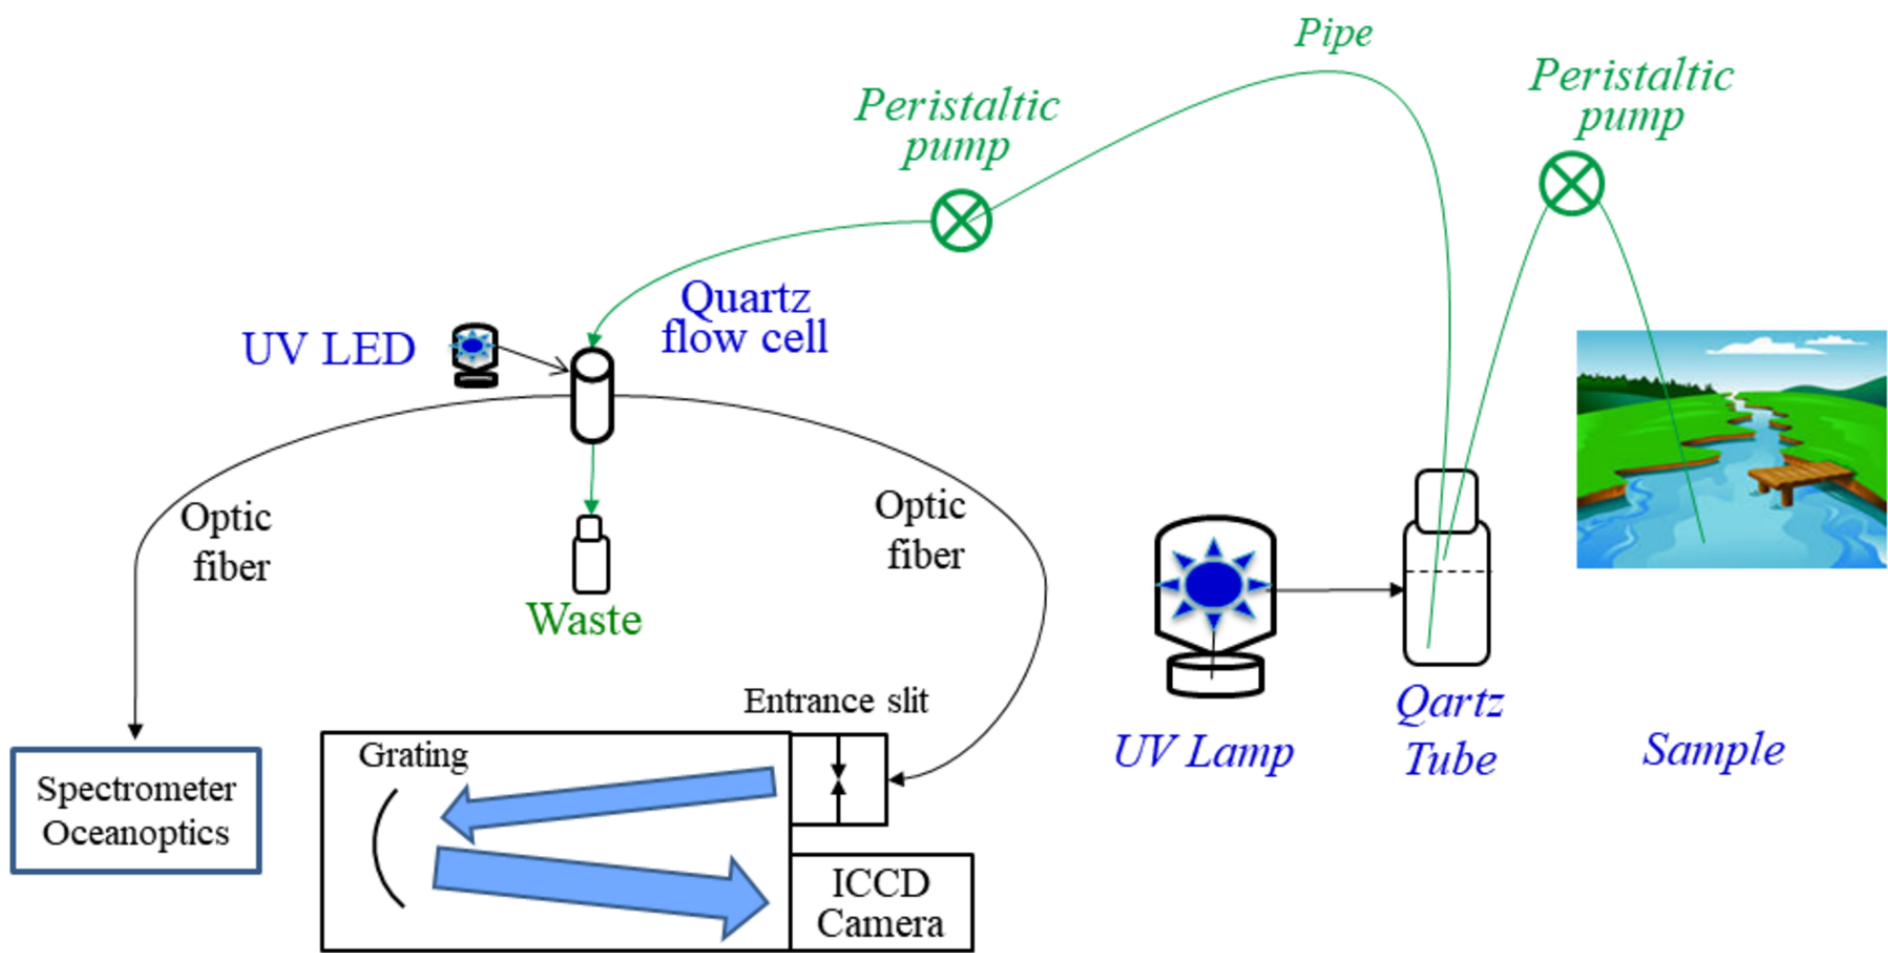 Pipe
Peristaltic
pump
Peristaltic
pump
Quartz
flow cell
UV LED
Optic
fiber
Optic
fiber
Waste
Entrance slit
Grating
Spectrometer
Oceanoptics
ICCD
Camera
UV Lamp
Qartz
Tube
Sample